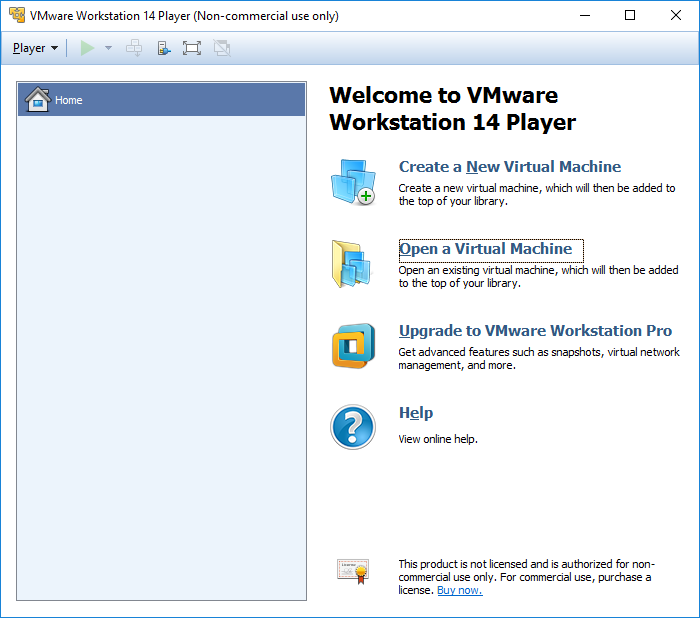 VMware Workstation 14 Player (Non-commercial use only)
Player
Home
Welcome to VMware
Workstation 14 Player
Create a New Virtual Machine
Create a new virtual machine, which will then be added to
the top of your library.
Open a Virtual Machine
Open an existing virtual machine, which will then be added
to the top of your library.
Upgrade to VMware Workstation Pro
Get advanced features such as snapshots, virtual network
management, and more.
Help
View online help.
This product is not licensed and is authorized for non-
commercial use only. For commercial use, purchase a
license. Buy now.